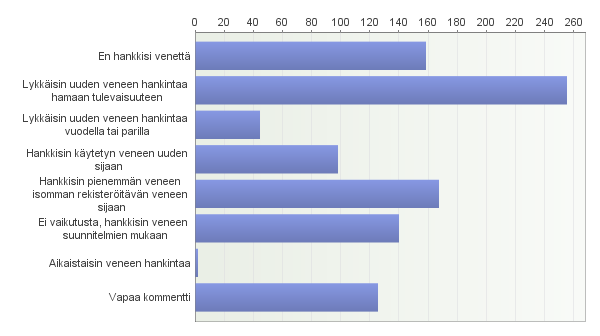 0 20 40 60 80 100 120 140 160 180 200 220 240 260
En hankkisi venettä
Lykkäisin uuden veneen hankintaa
hamaan tulevaisuuteen
Lykkäisin uuden veneen hankintaa
vuodella tai parilla
Hankkisin käytetyn veneen uuden
sijaan
Hankkisin pienemmän veneen
isomman rekisteröitävän veneen
sijaan
Ei vaikutusta, hankkisin veneen
suunnitelmien mukaan
Aikaistaisin veneen hankintaa
Vapaa kommentti